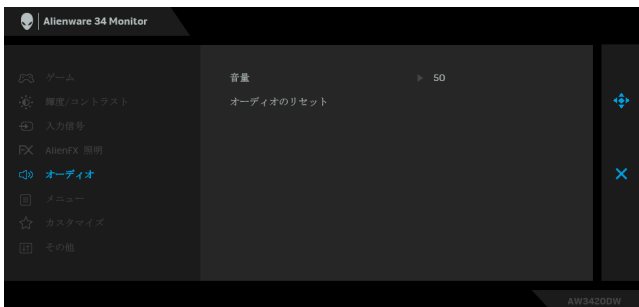 Alienware 34 Monitor
ゲーム
輝度/コントラスト
入力信号
FX AlienFX 照明
オーディオ
メニュー
カスタマイズ
その他
音量 50
オーディオのリセット
AW3420DW